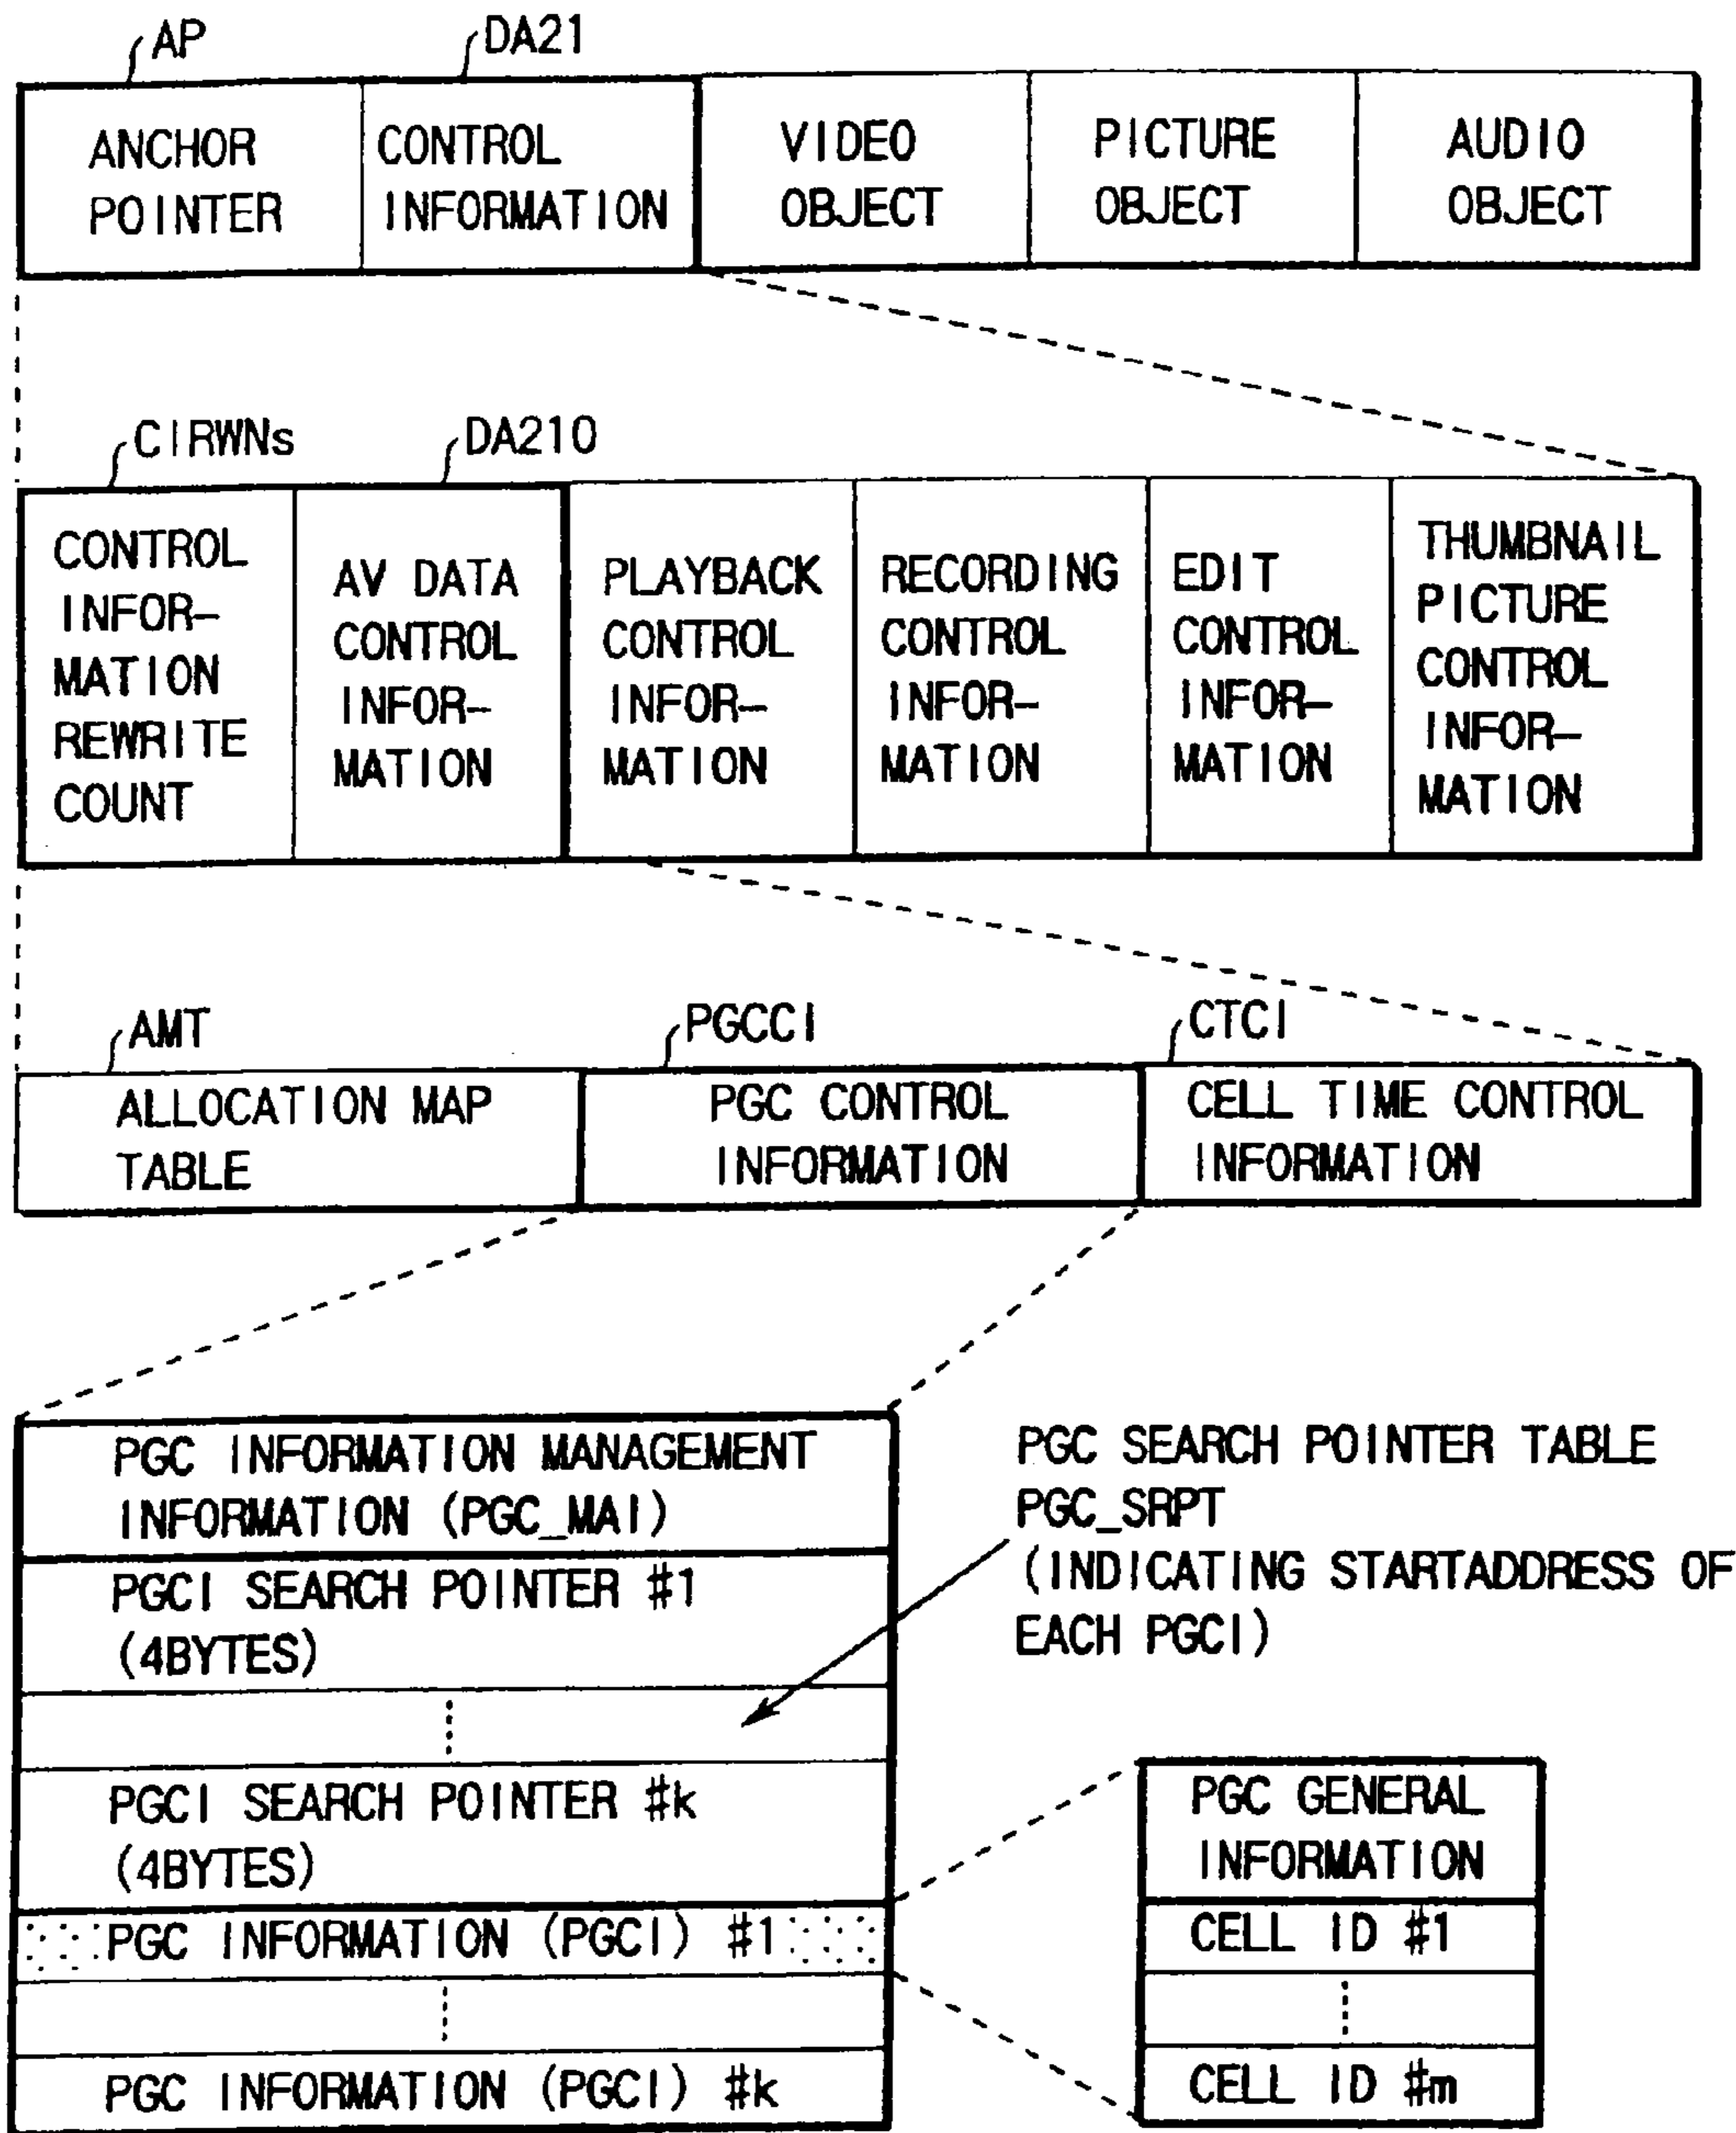 AP
DA21
ANCHOR
POINTER
CONTROL
INFORMATION
VIDEO
OBJECT
PICTURE
OBJECT
AUDIO
OBJECT
CIRWNs
DA210
CONTROL
INFOR-
MATION
REWRITE
COUNT
AV DATA
CONTROL
INFOR-
MATION
PLAYBACK
CONTROL
INFOR-
MATION
RECORDING
CONTROL
INFOR-
MATION
EDIT
CONTROL
INFOR-
MATION
THUMBNAIL
PICTURE
CONTROL
INFOR-
MATION
AMT
PGCCI
CTCI
ALLOCATION MAP
TABLE
PGC CONTROL
INFORMATION
CELL TIME CONTROL
INFORMATION
PGC INFORMATION MANAGEMENT
INFORMATION (PGC_MAI)
PGCI SEARCH POINTER #1
(4BYTES)
PGCI SEARCH POINTER #k
(4BYTES)
PGC INFORMATION (PGCI) #1
PGC INFORMATION (PGCI) #k
PGC SEARCH POINTER TABLE
PGC_SRPT
(INDICATING STARTADDRESS OF
EACH PGCI)
PGC GENERAL
INFORMATION
CELL ID #1
CELL ID #m